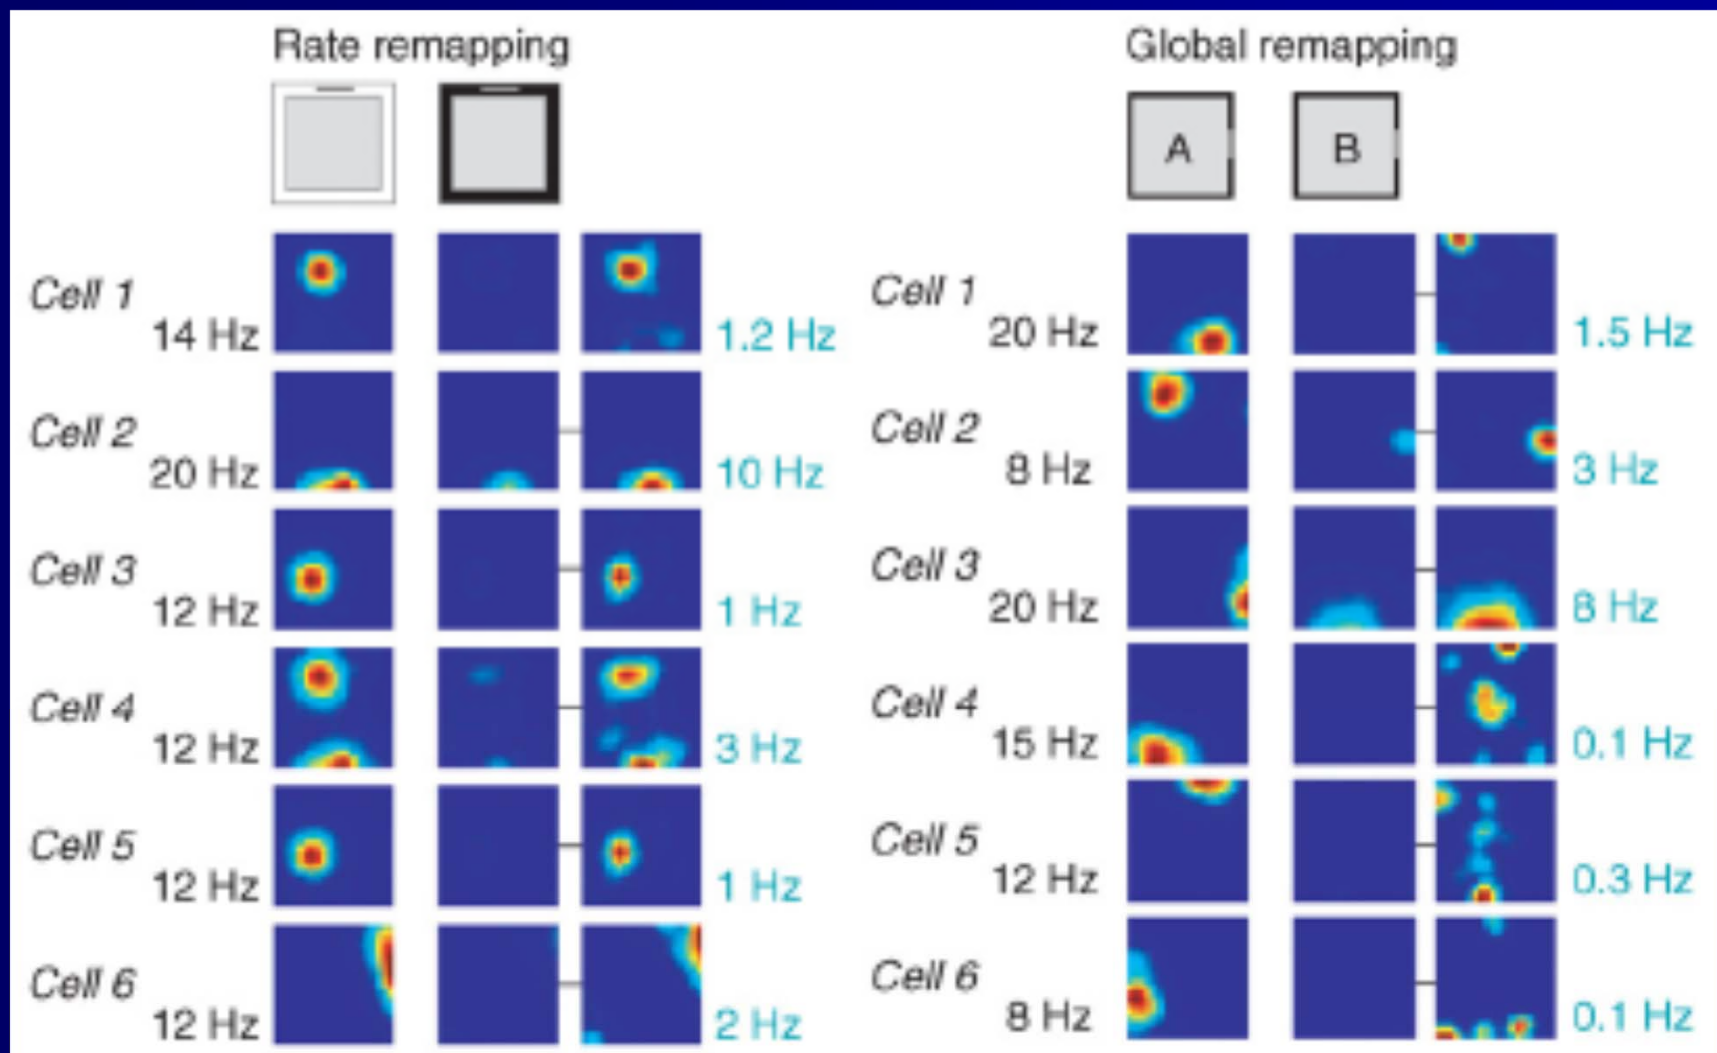 Rate remapping
Global remapping
A B
Cell 1
14 Hz
1.2 Hz
Cell 2
20 Hz
10 Hz
Cell 3
12 Hz
1 Hz
Cell 4
12 Hz
3 Hz
Cell 5
12 Hz
1 Hz
Cell 6
12 Hz
2 Hz
Cell 1
20 Hz
1.5 Hz
Cell 2
8 Hz
3 Hz
Cell 3
20 Hz
8 Hz
Cell 4
15 Hz
0.1 Hz
Cell 5
12 Hz
0.3 Hz
Cell 6
8 Hz
0.1 Hz